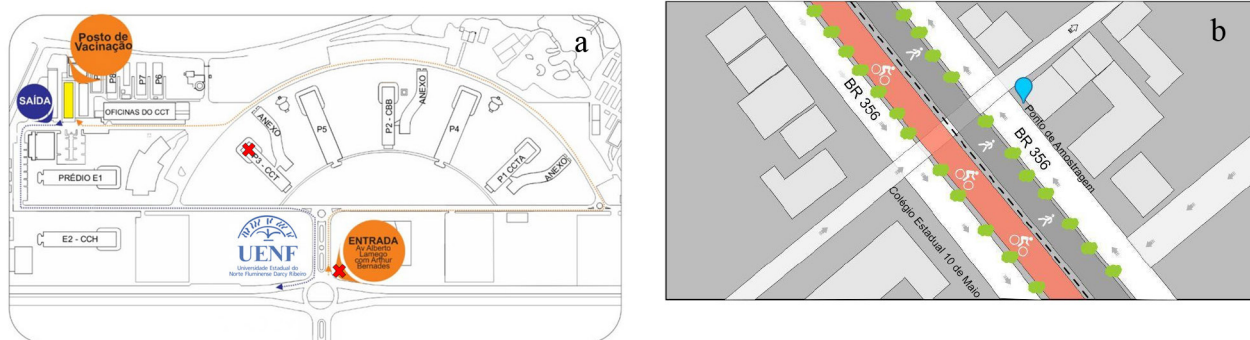 a
Posto de
Vacinação
SAÍDA
P8
P7
P6
OFICINAS DO CCT
PRÉDIO E1
E2 - CCH
ANEXO
P3 - CCT
P5
P2 - CBB
ANEXO
P4
P1 CCTA
ANEXO
UENF
Universidade Estadual do
Norte Fluminense Darcy Ribeiro
ENTRADA
Av Alberto
Lamego
com Arthur
Bernades
b
BR 356
BR 356
Ponto de Amostragem
Colégio Estadual 10 de Maio